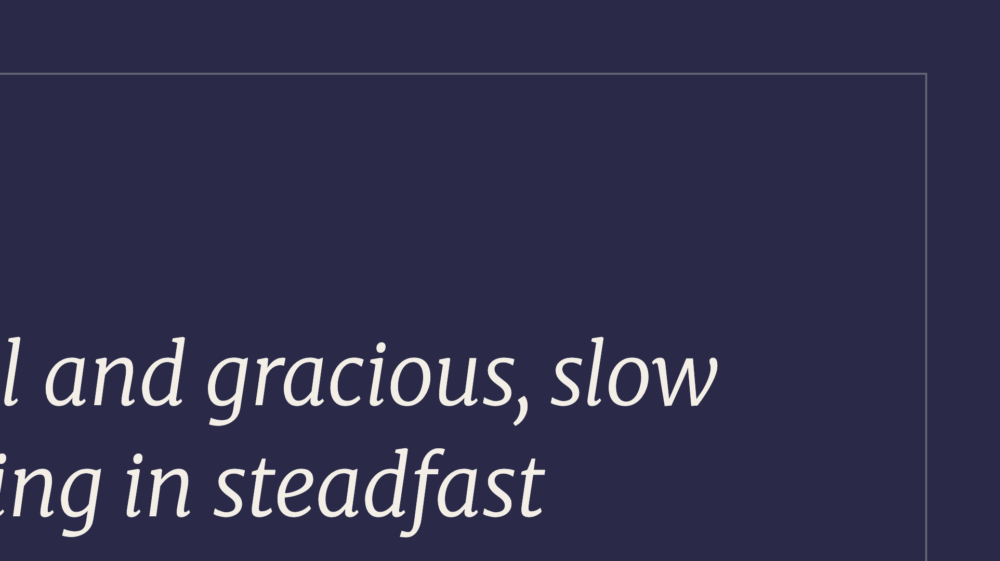 l and gracious, slow
ing in steadfast